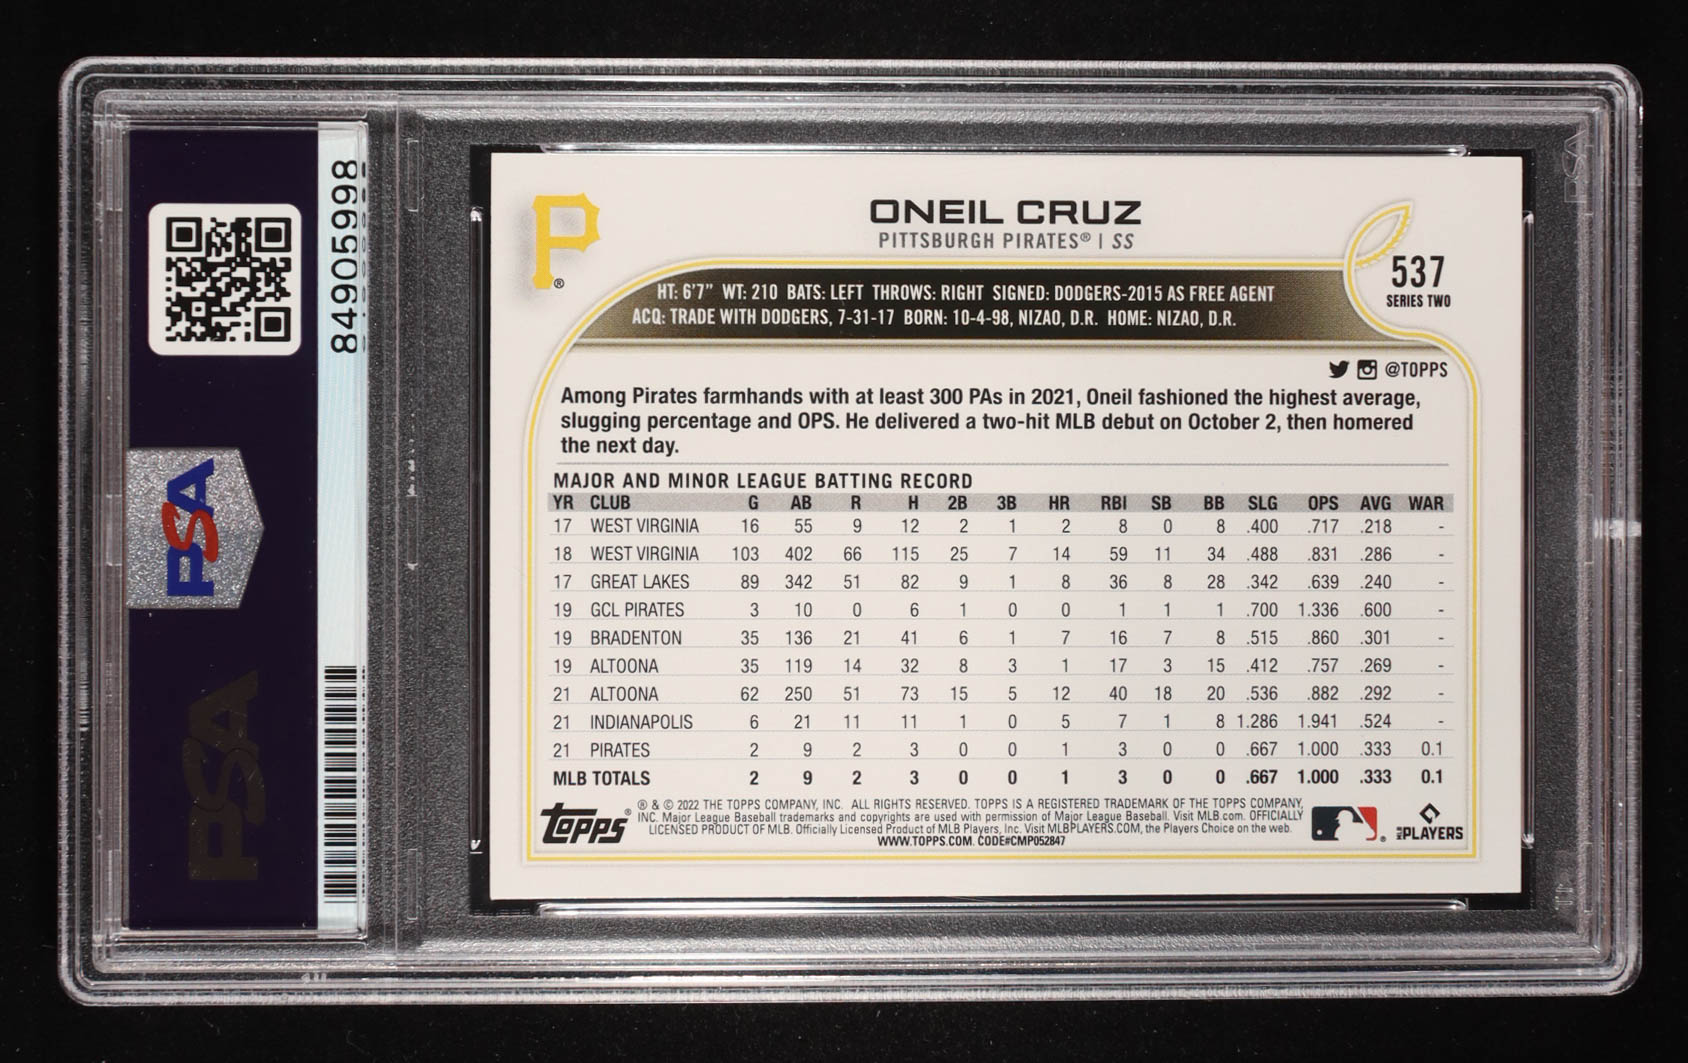 84905998
PSA
PSA
PSA
P®
ONEIL CRUZ
PITTSBURGH PIRATES® | SS
537
SERIES TWO
HT: 6'7" WT: 210 BATS: LEFT THROWS: RIGHT SIGNED: DODGERS-2015 AS FREE AGENT
ACQ: TRADE WITH DODGERS, 7-31-17 BORN: 10-4-98, NIZAO, D.R. HOME: NIZAO, D.R.
@TOPPS
Among Pirates farmhands with at least 300 PAs in 2021, Oneil fashioned the highest average,
slugging percentage and OPS. He delivered a two-hit MLB debut on October 2, then homered
the next day.
MAJOR AND MINOR LEAGUE BATTING RECORD
YR CLUB G AB R H 2B 3B HR RBI SB BB SLG OPS AVG WAR
17 WEST VIRGINIA 16 55 9 12 2 1 2 8 0 8 .400 .717 .218 -
18 WEST VIRGINIA 103 402 66 115 25 7 14 59 11 34 .488 .831 .286 -
17 GREAT LAKES 89 342 51 82 9 1 8 36 8 28 .342 .639 .240 -
19 GCL PIRATES 3 10 0 6 1 0 0 1 1 1 .700 1.336 .600 -
19 BRADENTON 35 136 21 41 6 1 7 16 7 8 .515 .860 .301 -
19 ALTOONA 35 119 14 32 8 3 1 17 3 15 .412 .757 .269 -
21 ALTOONA 62 250 51 73 15 5 12 40 18 20 .536 .882 .292 -
21 INDIANAPOLIS 6 21 11 11 1 0 5 7 1 8 1.286 1.941 .524 -
21 PIRATES 2 9 2 3 0 0 1 3 0 0 .667 1.000 .333 0.1
MLB TOTALS 2 9 2 3 0 0 1 3 0 0 .667 1.000 .333 0.1
topps®
® & © 2022 THE TOPPS COMPANY, INC. ALL RIGHTS RESERVED. TOPPS IS A REGISTERED TRADEMARK OF THE TOPPS COMPANY,
INC. Major League Baseball trademarks and copyrights are used with permission of Major League Baseball. Visit MLB.com. OFFICIALLY
LICENSED PRODUCT OF MLB. Officially Licensed Product of MLB Players, Inc. Visit MLBPLAYERS.COM, the Players Choice on the web.
WWW.TOPPS.COM. CODE#CMP052847
MLB PLAYERS